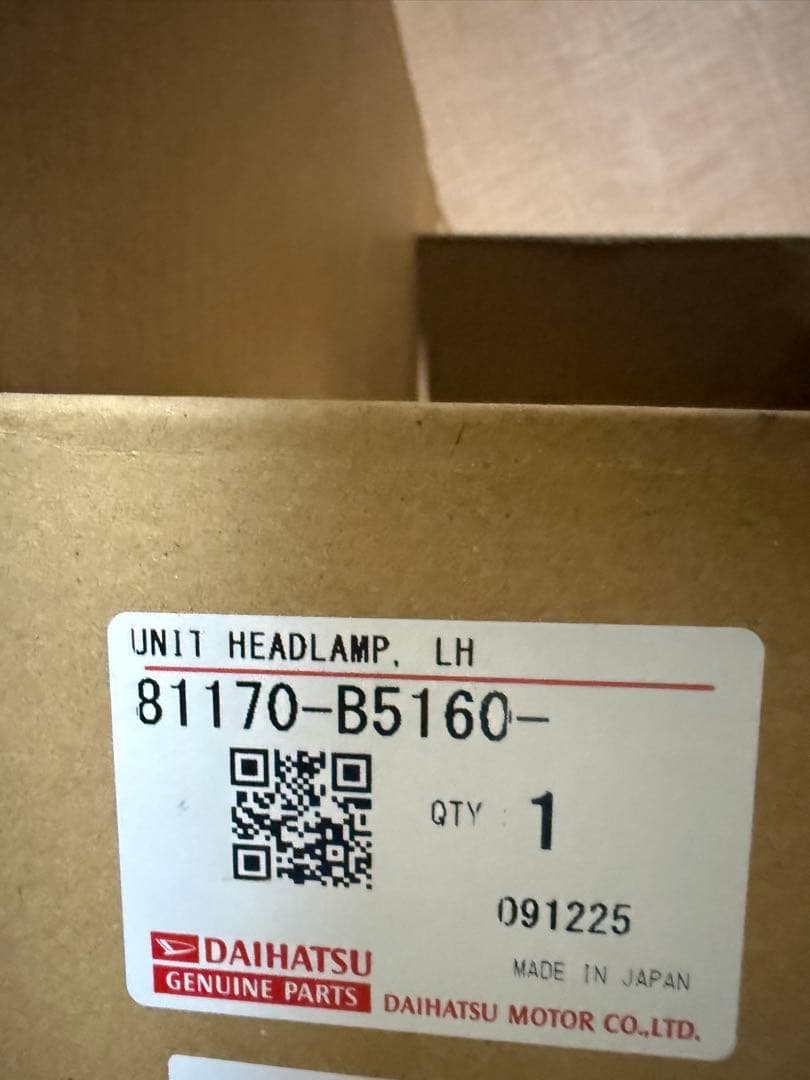 UNIT HEADLAMP, LH
81170-B5160-
QTY : 1
091225
MADE IN JAPAN
DAIHATSU
GENUINE PARTS
DAIHATSU MOTOR CO.,LTD.